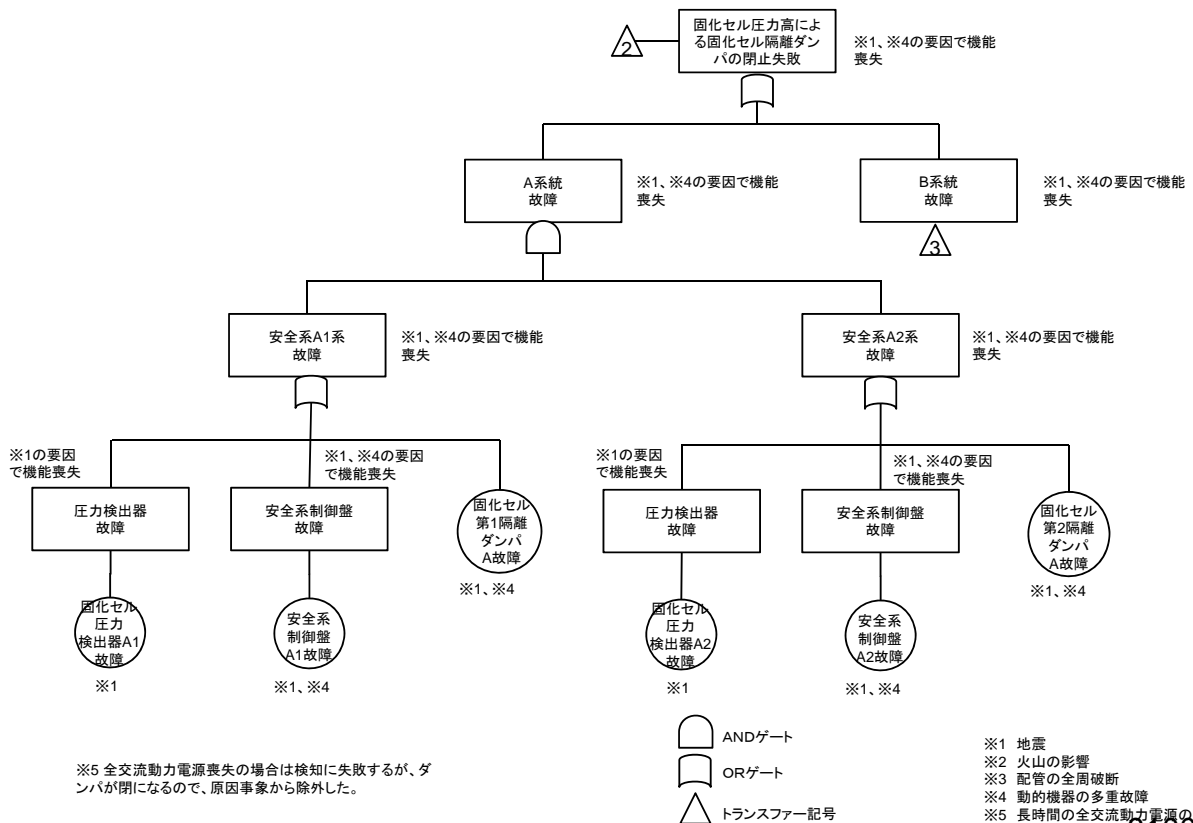 固化セル圧力高によ
る固化セル隔離ダン
パの閉止失敗
※1、※4の要因で機能
喪失
2
A系統
故障
※1、※4の要因で機能
喪失
B系統
故障
※1、※4の要因で機能
喪失
3
安全系A1系
故障
※1、※4の要因で機能
喪失
安全系A2系
故障
※1、※4の要因で機能
喪失
※1の要因
で機能喪失
※1、※4の要因
で機能喪失
※1の要因
で機能喪失
※1、※4の要因
で機能喪失
圧力検出器
故障
安全系制御盤
故障
固化セル
第1隔離
ダンパ
A故障
※1、※4
圧力検出器
故障
安全系制御盤
故障
固化セル
第2隔離
ダンパ
A故障
※1、※4
固化セル
圧力
検出器A1
故障
※1
安全系
制御盤
A1故障
※1、※4
固化セル
圧力
検出器A2
故障
※1
安全系
制御盤
A2故障
※1、※4
※5 全交流動力電源喪失の場合は検知に失敗するが、ダ
ンパが閉になるので、原因事象から除外した。
ANDゲート
ORゲート
トランスファー記号
※1 地震
※2 火山の影響
※3 配管の全周破断
※4 動的機器の多重故障
※5 長時間の全交流動力電源の